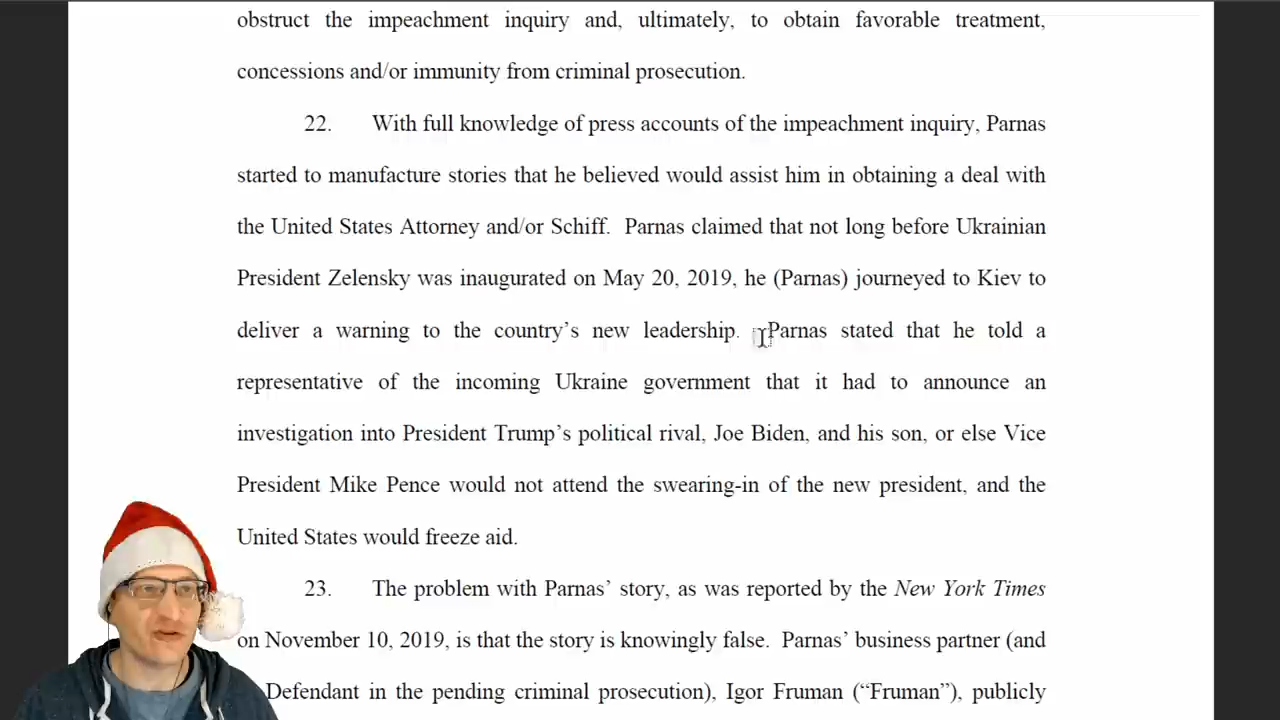 obstruct the impeachment inquiry and, ultimately, to obtain favorable treatment,
concessions and/or immunity from criminal prosecution.
22. With full knowledge of press accounts of the impeachment inquiry, Parnas
started to manufacture stories that he believed would assist him in obtaining a deal with
the United States Attorney and/or Schiff. Parnas claimed that not long before Ukrainian
President Zelensky was inaugurated on May 20, 2019, he (Parnas) journeyed to Kiev to
deliver a warning to the country’s new leadership. Parnas stated that he told a
representative of the incoming Ukraine government that it had to announce an
investigation into President Trump’s political rival, Joe Biden, and his son, or else Vice
President Mike Pence would not attend the swearing-in of the new president, and the
United States would freeze aid.
23. The problem with Parnas’ story, as was reported by the New York Times
on November 10, 2019, is that the story is knowingly false. Parnas’ business partner (and
Defendant in the pending criminal prosecution), Igor Fruman (“Fruman”), publicly